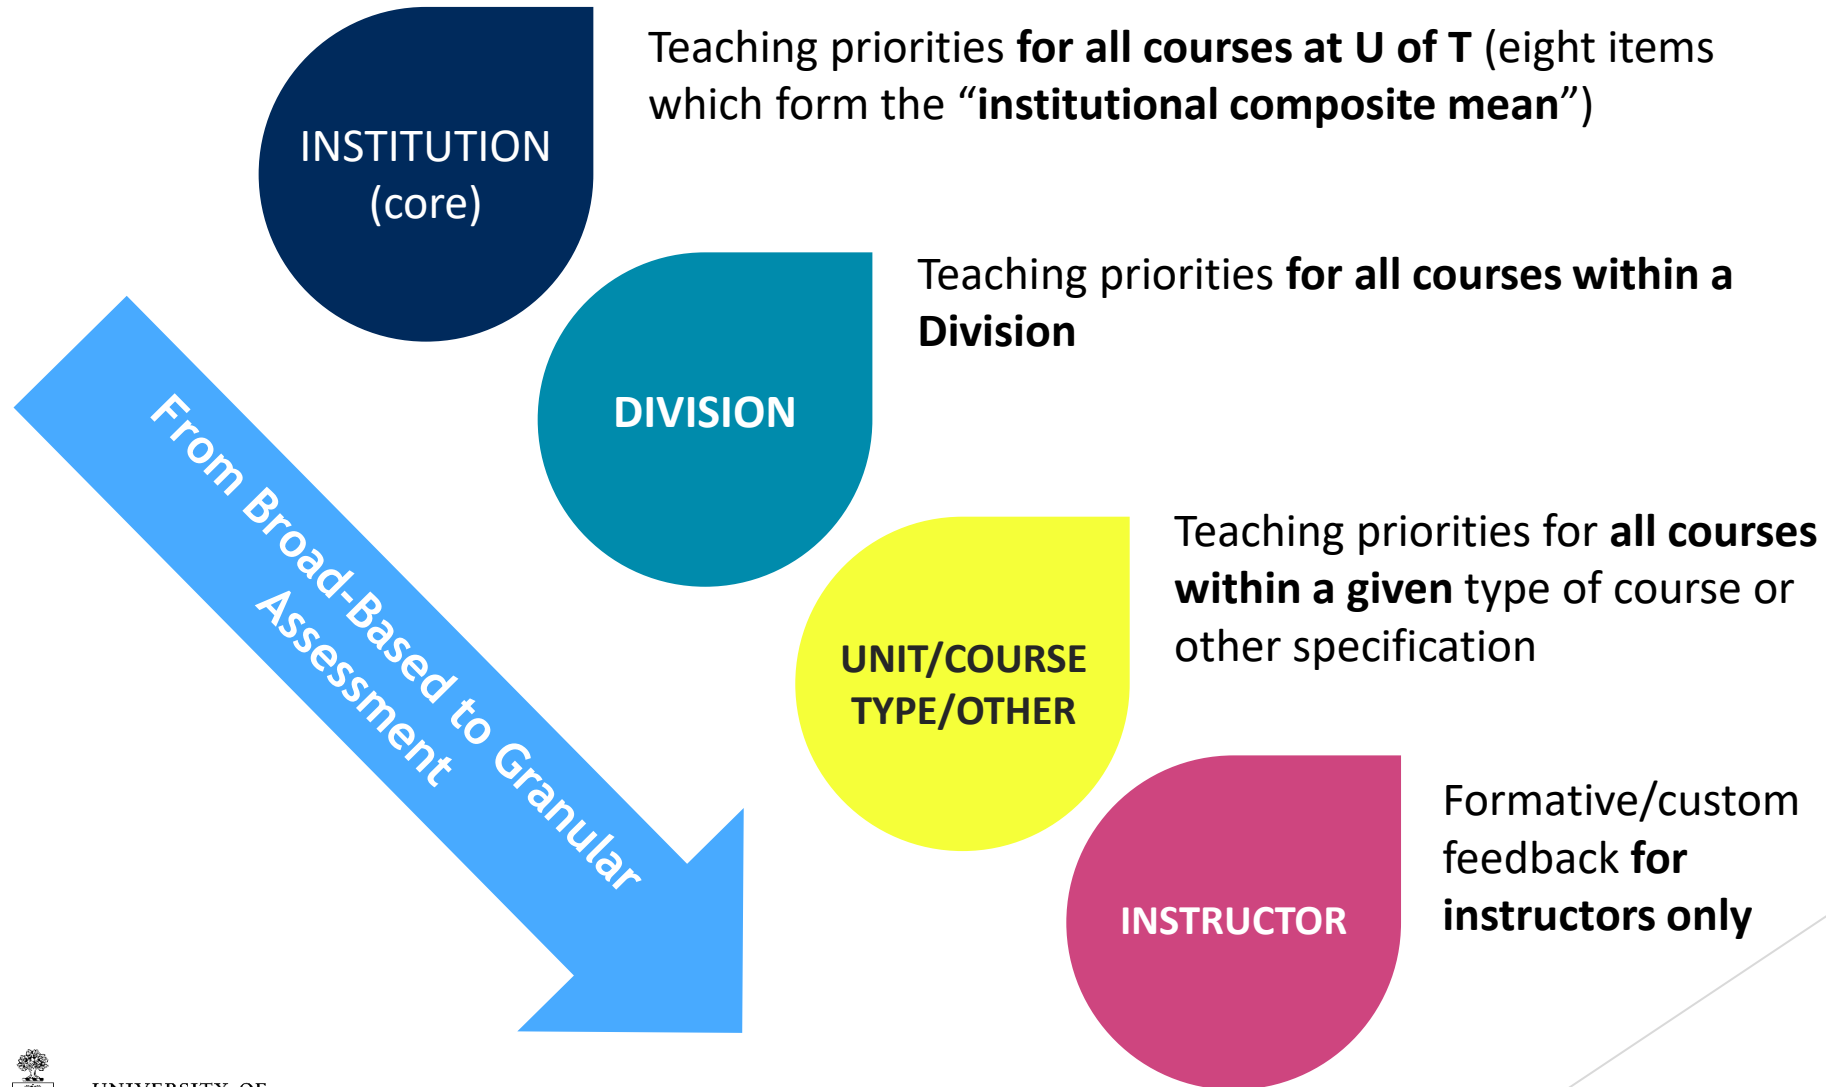 Teaching priorities for all courses at U of T (eight items
which form the “institutional composite mean”)
INSTITUTION
(core)
Teaching priorities for all courses within a
Division
DIVISION
From Broad-Based to Granular
Assessment
Teaching priorities for all courses
within a given type of course or
other specification
UNIT/COURSE
TYPE/OTHER
Formative/custom
feedback for
instructors only
INSTRUCTOR
UNIVERSITY OF